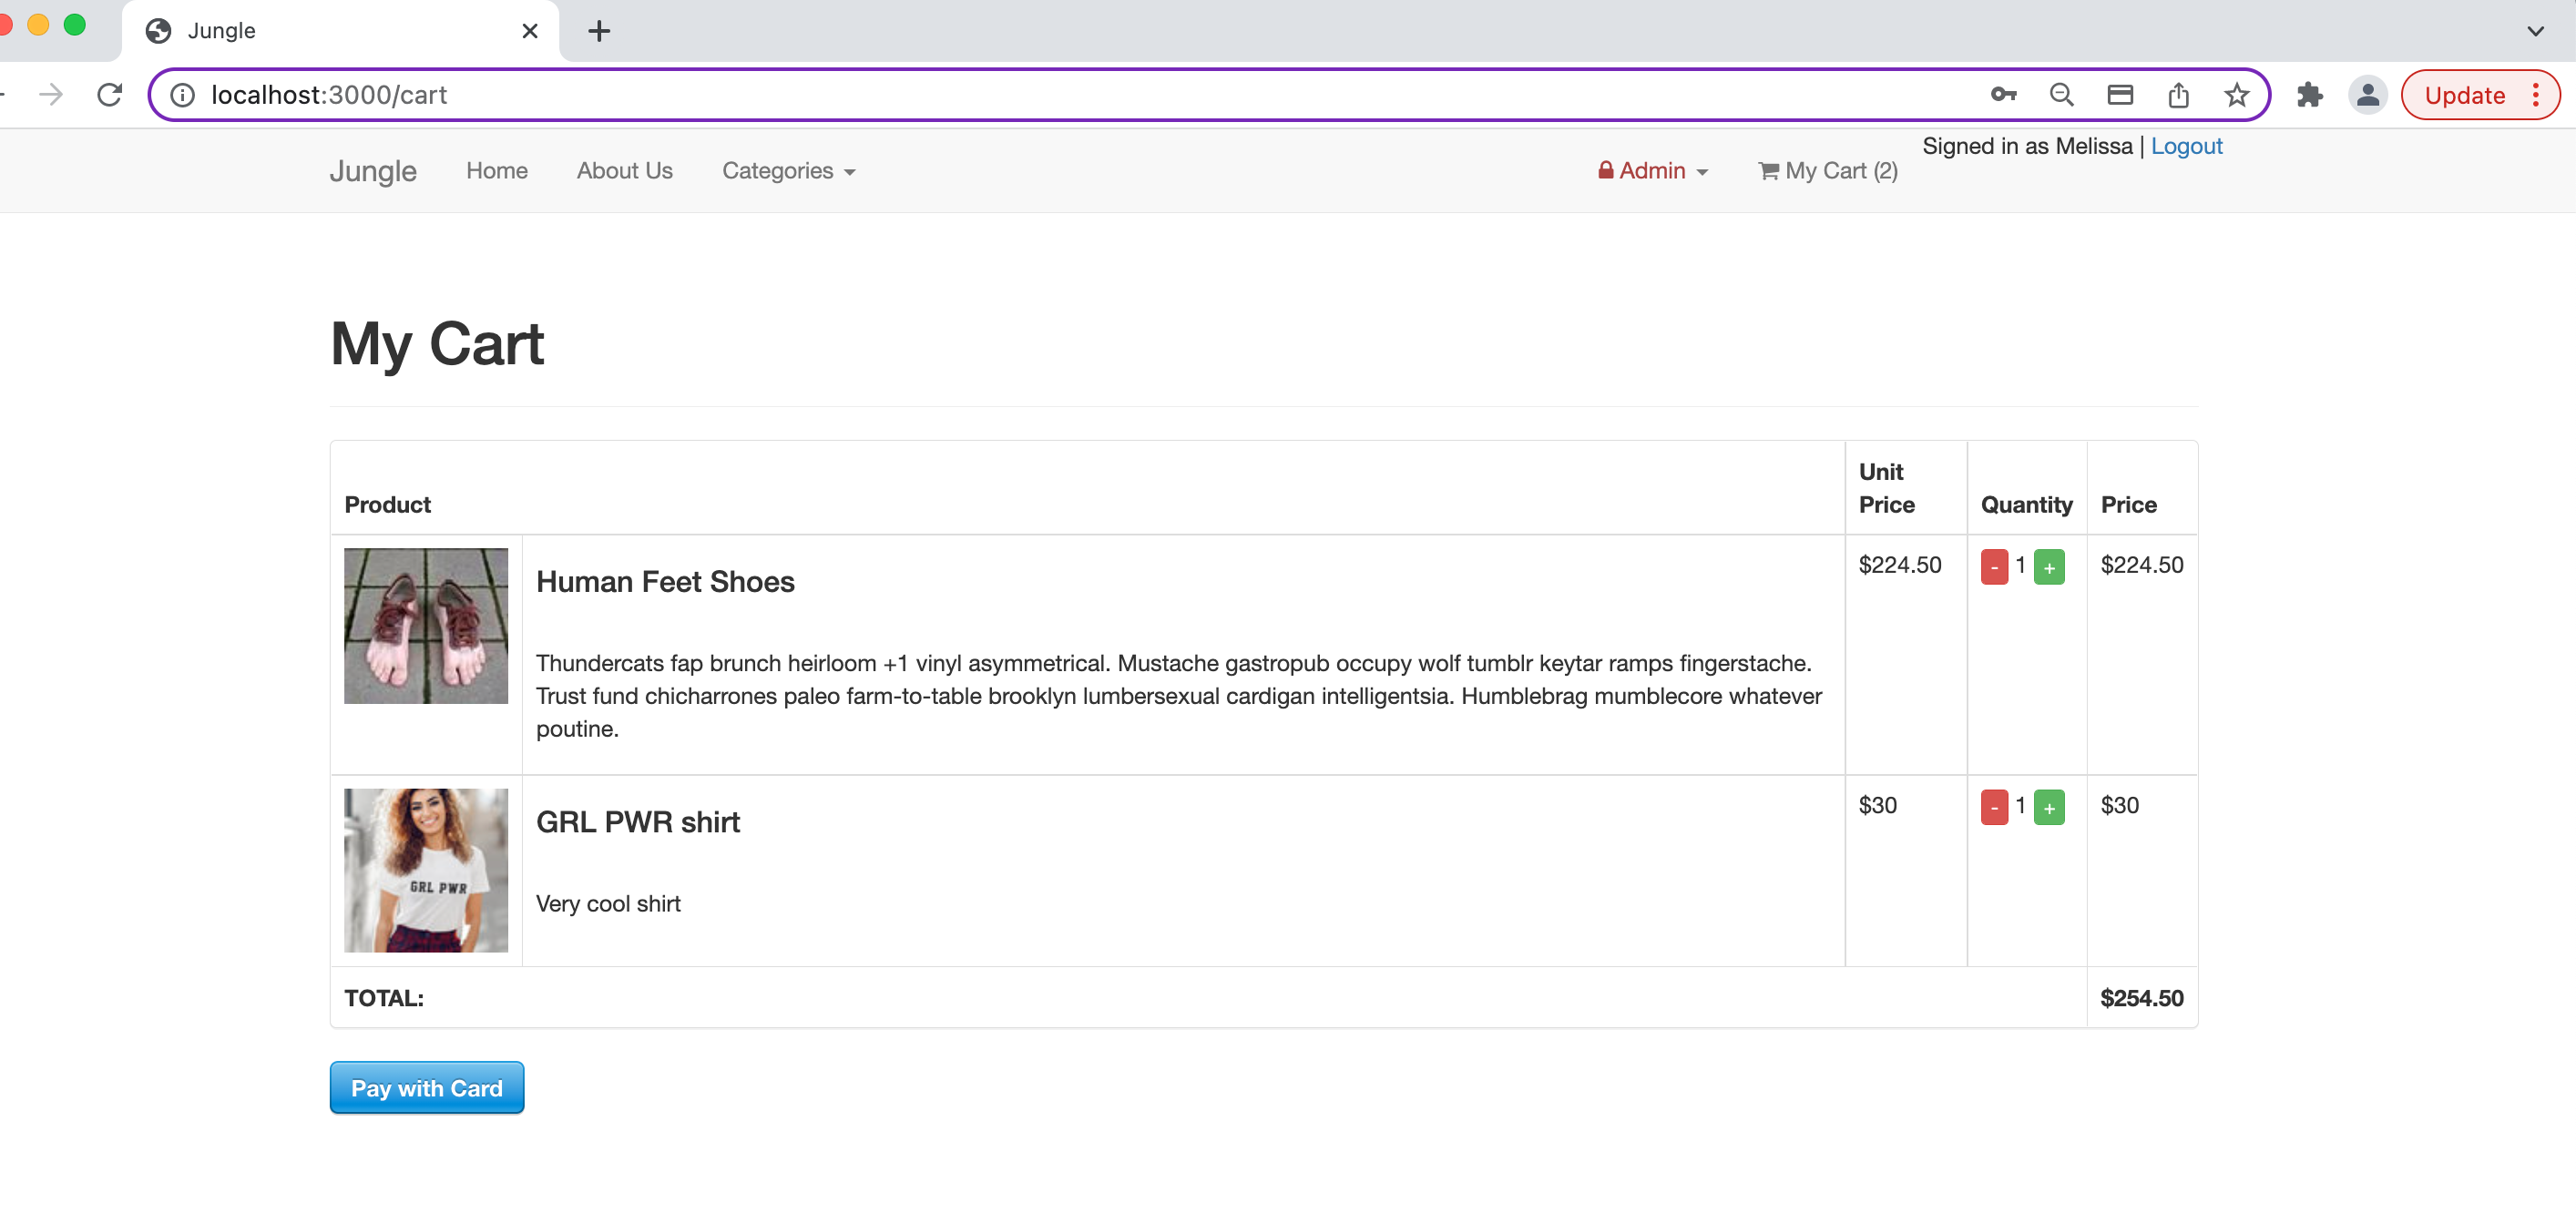 Jungle
localhost:3000/cart
Update
Signed in as Melissa | Logout
Jungle Home About Us Categories Admin My Cart (2)
My Cart
Product Unit Price Quantity Price
Human Feet Shoes $224.50 - 1 + $224.50
Thundercats fap brunch heirloom +1 vinyl asymmetrical. Mustache gastropub occupy wolf tumblr keytar ramps fingerstache.
Trust fund chicharrones paleo farm-to-table brooklyn lumbersexual cardigan intelligentsia. Humblebrag mumblecore whatever
poutine.
GRL PWR shirt $30 - 1 + $30
GRL PWR
Very cool shirt
TOTAL: $254.50
Pay with Card